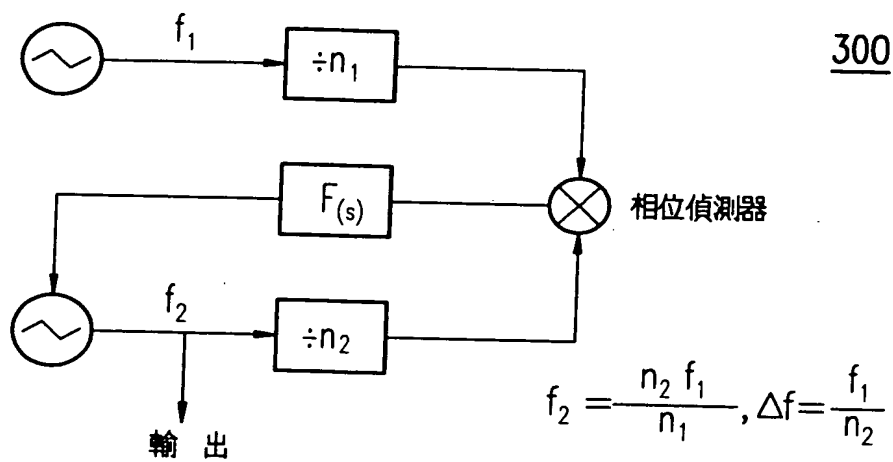 300
f₁
÷n₁
F₍ₛ₎
相位偵測器
f₂
÷n₂
輸 出
f₂ = n₂ f₁ / n₁ , Δf = f₁ / n₂